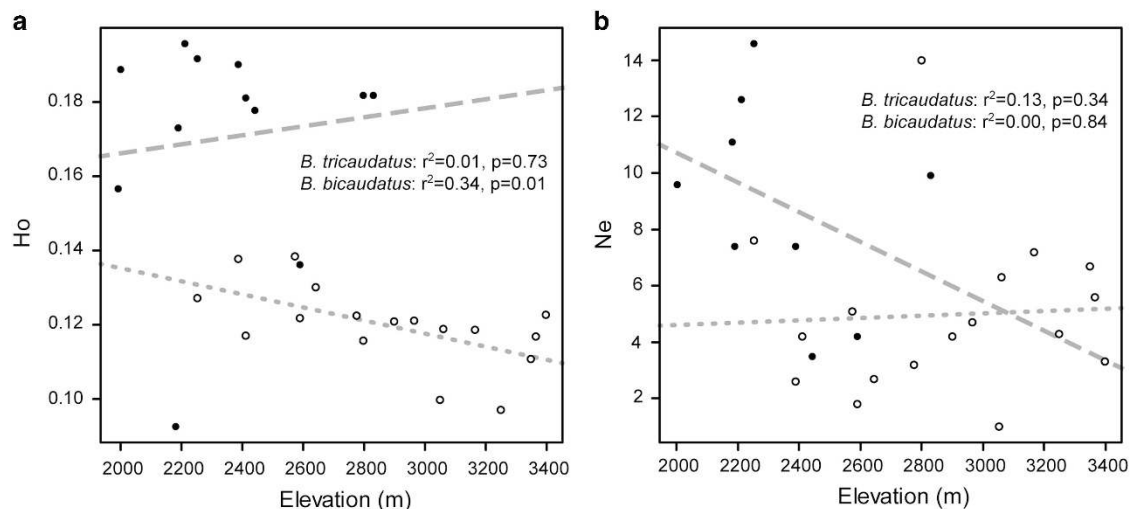 a
0.18
0.16
0.14
0.12
0.10
Ho
B. tricaudatus: r²=0.01, p=0.73
B. bicaudatus: r²=0.34, p=0.01
2000 2200 2400 2600 2800 3000 3200 3400
Elevation (m)
b
14
12
10
8
6
4
2
Ne
B. tricaudatus: r²=0.13, p=0.34
B. bicaudatus: r²=0.00, p=0.84
2000 2200 2400 2600 2800 3000 3200 3400
Elevation (m)